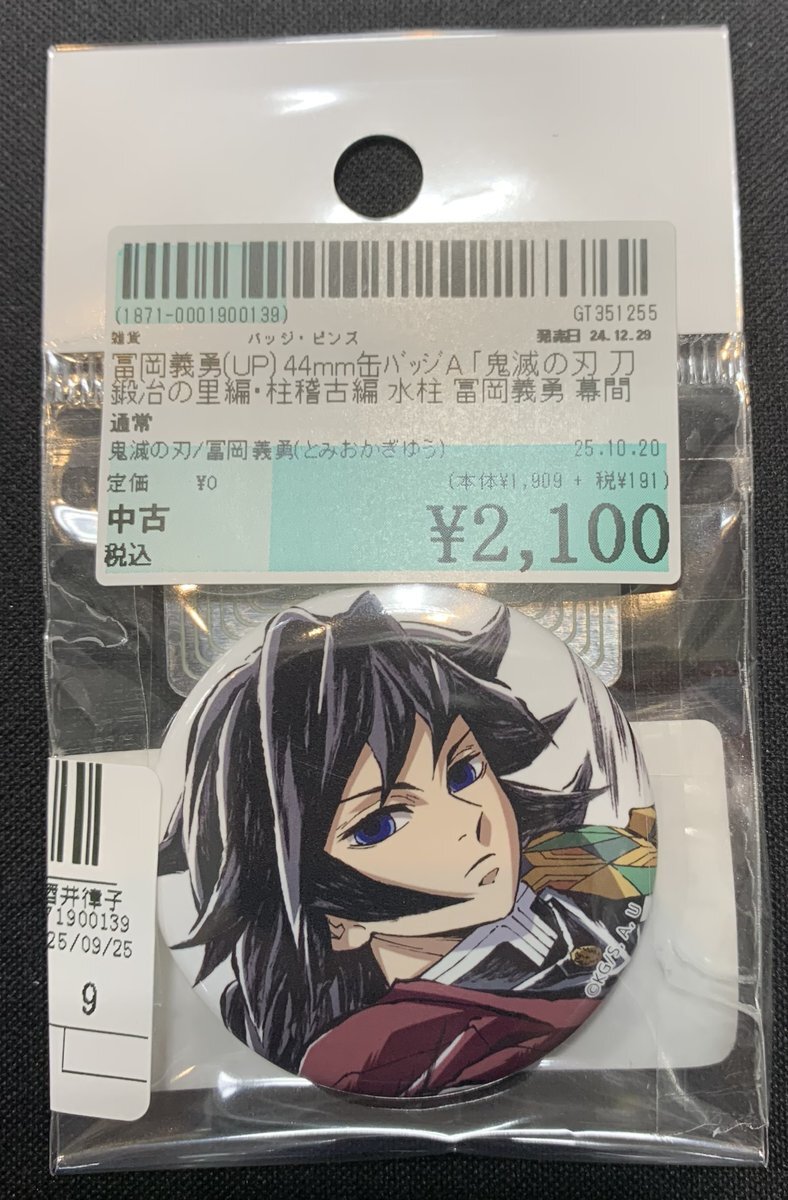 (1871-0001900139)
GT351255
雑貨
バッジ・ピンズ
発売日 24.12.29
冨岡義勇(UP) 44mm缶ﾊﾞｯｼﾞA 「鬼滅の刃 刀
鍛冶の里編・柱稽古編 水柱 冨岡義勇 幕間
通常
鬼滅の刃/冨岡義勇(とみおかぎゆう)
25.10.20
定価 ¥0
(本体¥1,909 + 税¥191)
中古
税込
¥2,100
井律子
71900139
25/09/25
9
©KG/S, A, U